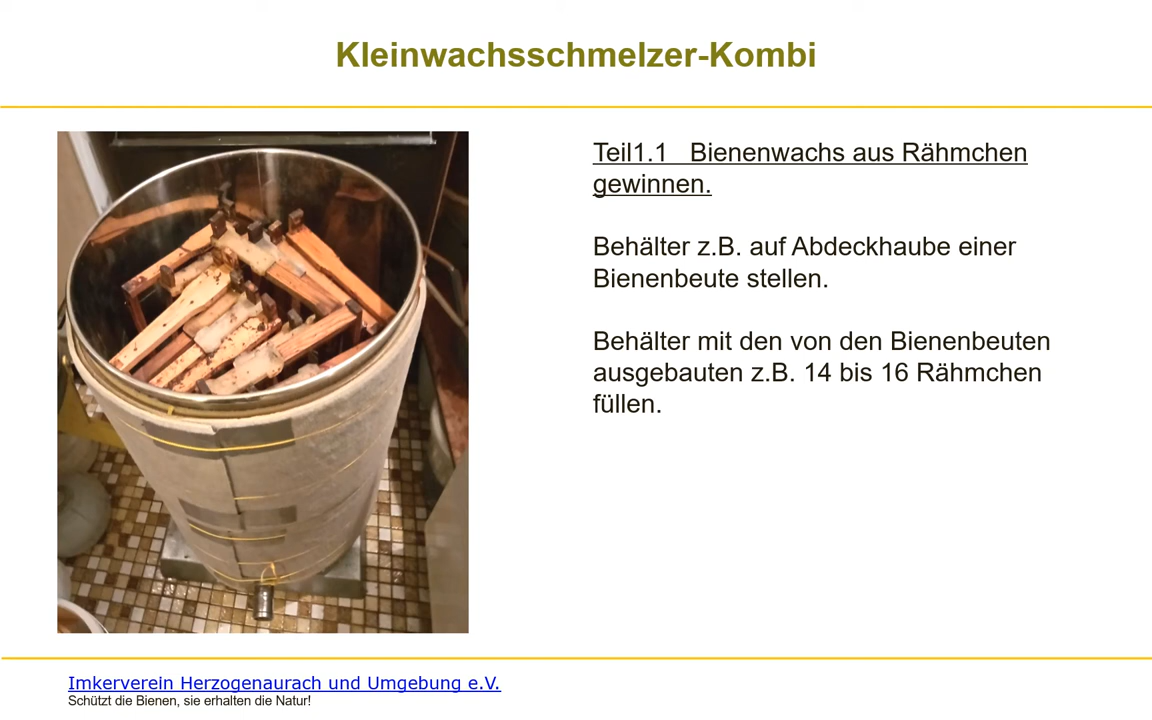 Kleinwachsschmelzer-Kombi
Teil1.1   Bienenwachs aus Rähmchen
gewinnen.
Behälter z.B. auf Abdeckhaube einer
Bienenbeute stellen.
Behälter mit den von den Bienenbeuten
ausgebauten z.B. 14 bis 16 Rähmchen
füllen.
Imkerverein Herzogenaurach und Umgebung e.V.
Schützt die Bienen, sie erhalten die Natur!